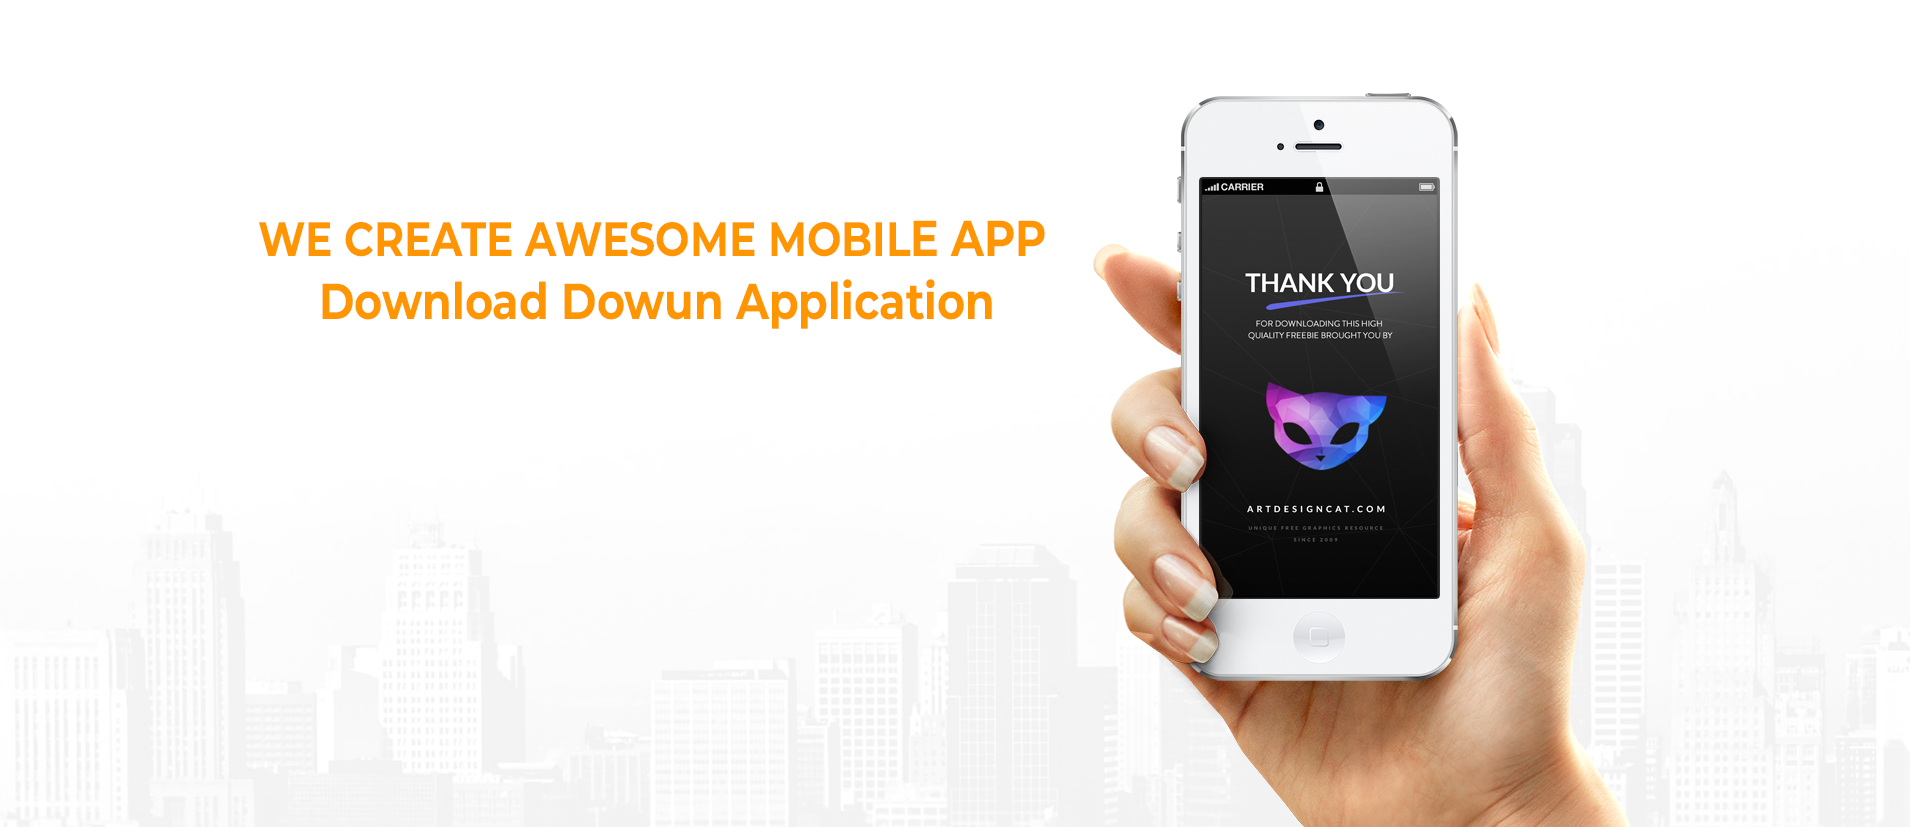 WE CREATE AWESOME MOBILE APP
Download Dowun Application
CARRIER
THANK YOU
FOR DOWNLOADING THIS HIGH
QUIALITY FREEBIE BROUGHT YOU BY
ARTDESIGNCAT.COM
UNIQUE FREE GRAPHICS RESOURCE
SINCE 2009